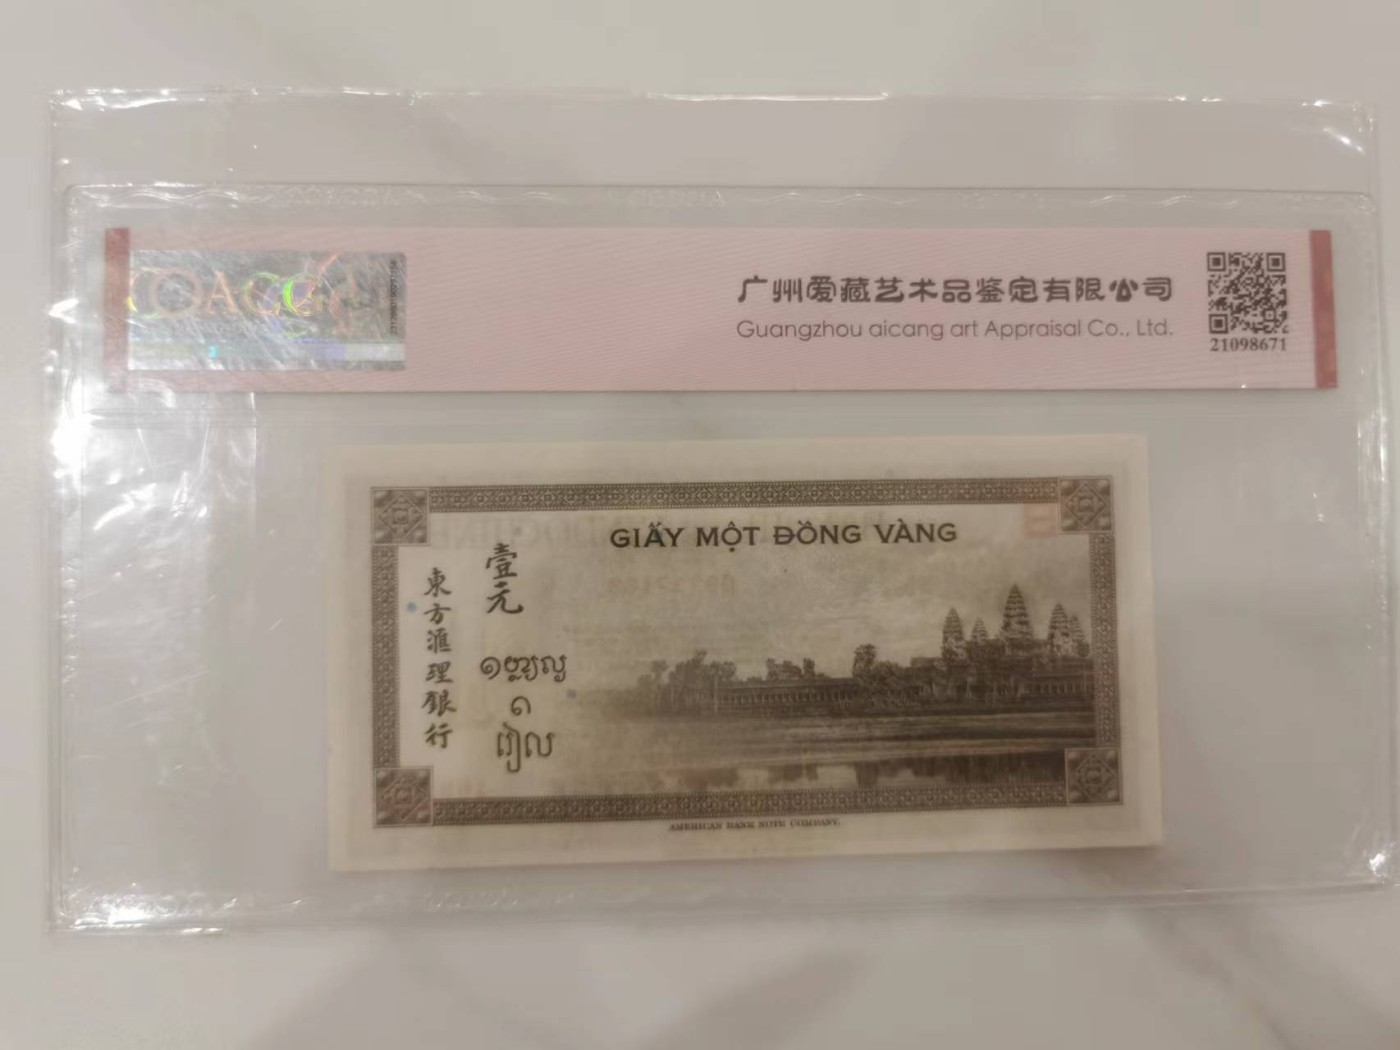 ACCG
广州爱藏艺术品鉴定有限公司
Guangzhou aicang art Appraisal Co., Ltd.
21098671
GIẤY MỘT ĐỒNG VÀNG
壹元
東方滙理銀行
១
រៀល
AMERICAN BANK NOTE COMPANY.